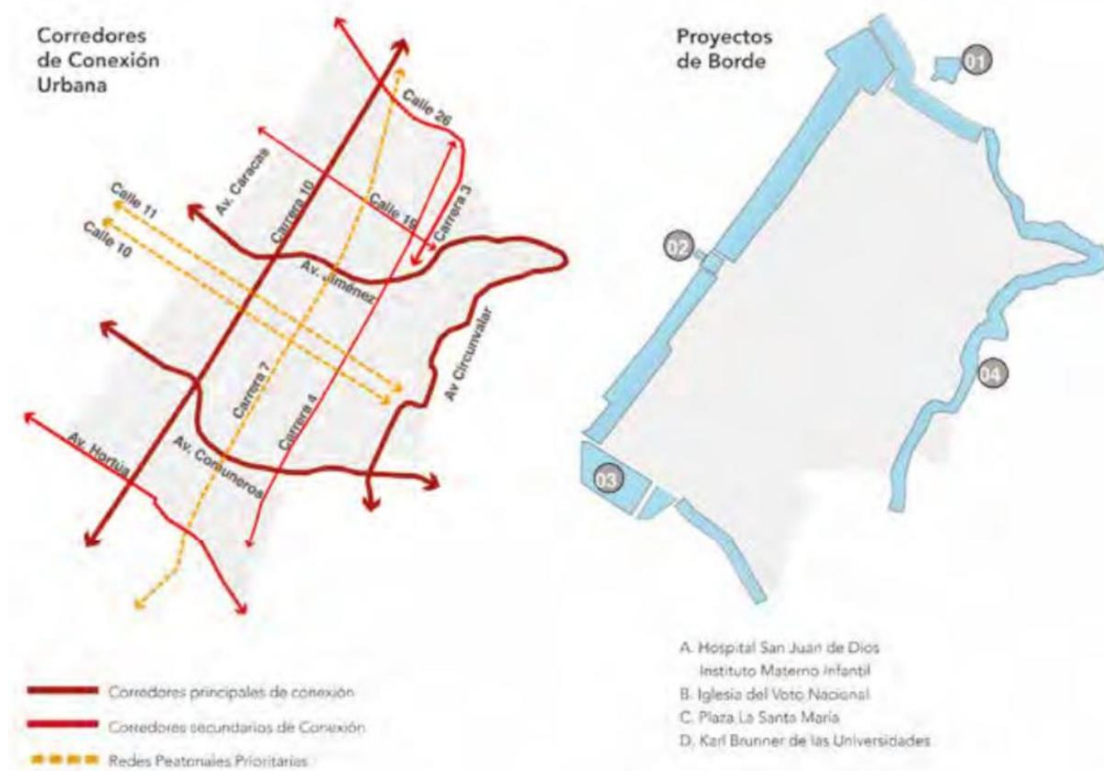 Corredores
de Conexión
Urbana
Calle 26
Av. Caracas
Carrera 10
Calle 19
Carrera 3
Calle 11
Calle 10
Av. Jiménez
Av Circunvalar
Carrera 7
Carrera 4
Av. Hortúa
Av. Comuneros
Corredores principales de conexión
Corredores secundarios de Conexión
Redes Peatonales Prioritarias
Proyectos
de Borde
01
02
03
04
A. Hospital San Juan de Dios
Instituto Materno Infantil
B. Iglesia del Voto Nacional
C. Plaza La Santa María
D. Karl Brunner de las Universidades